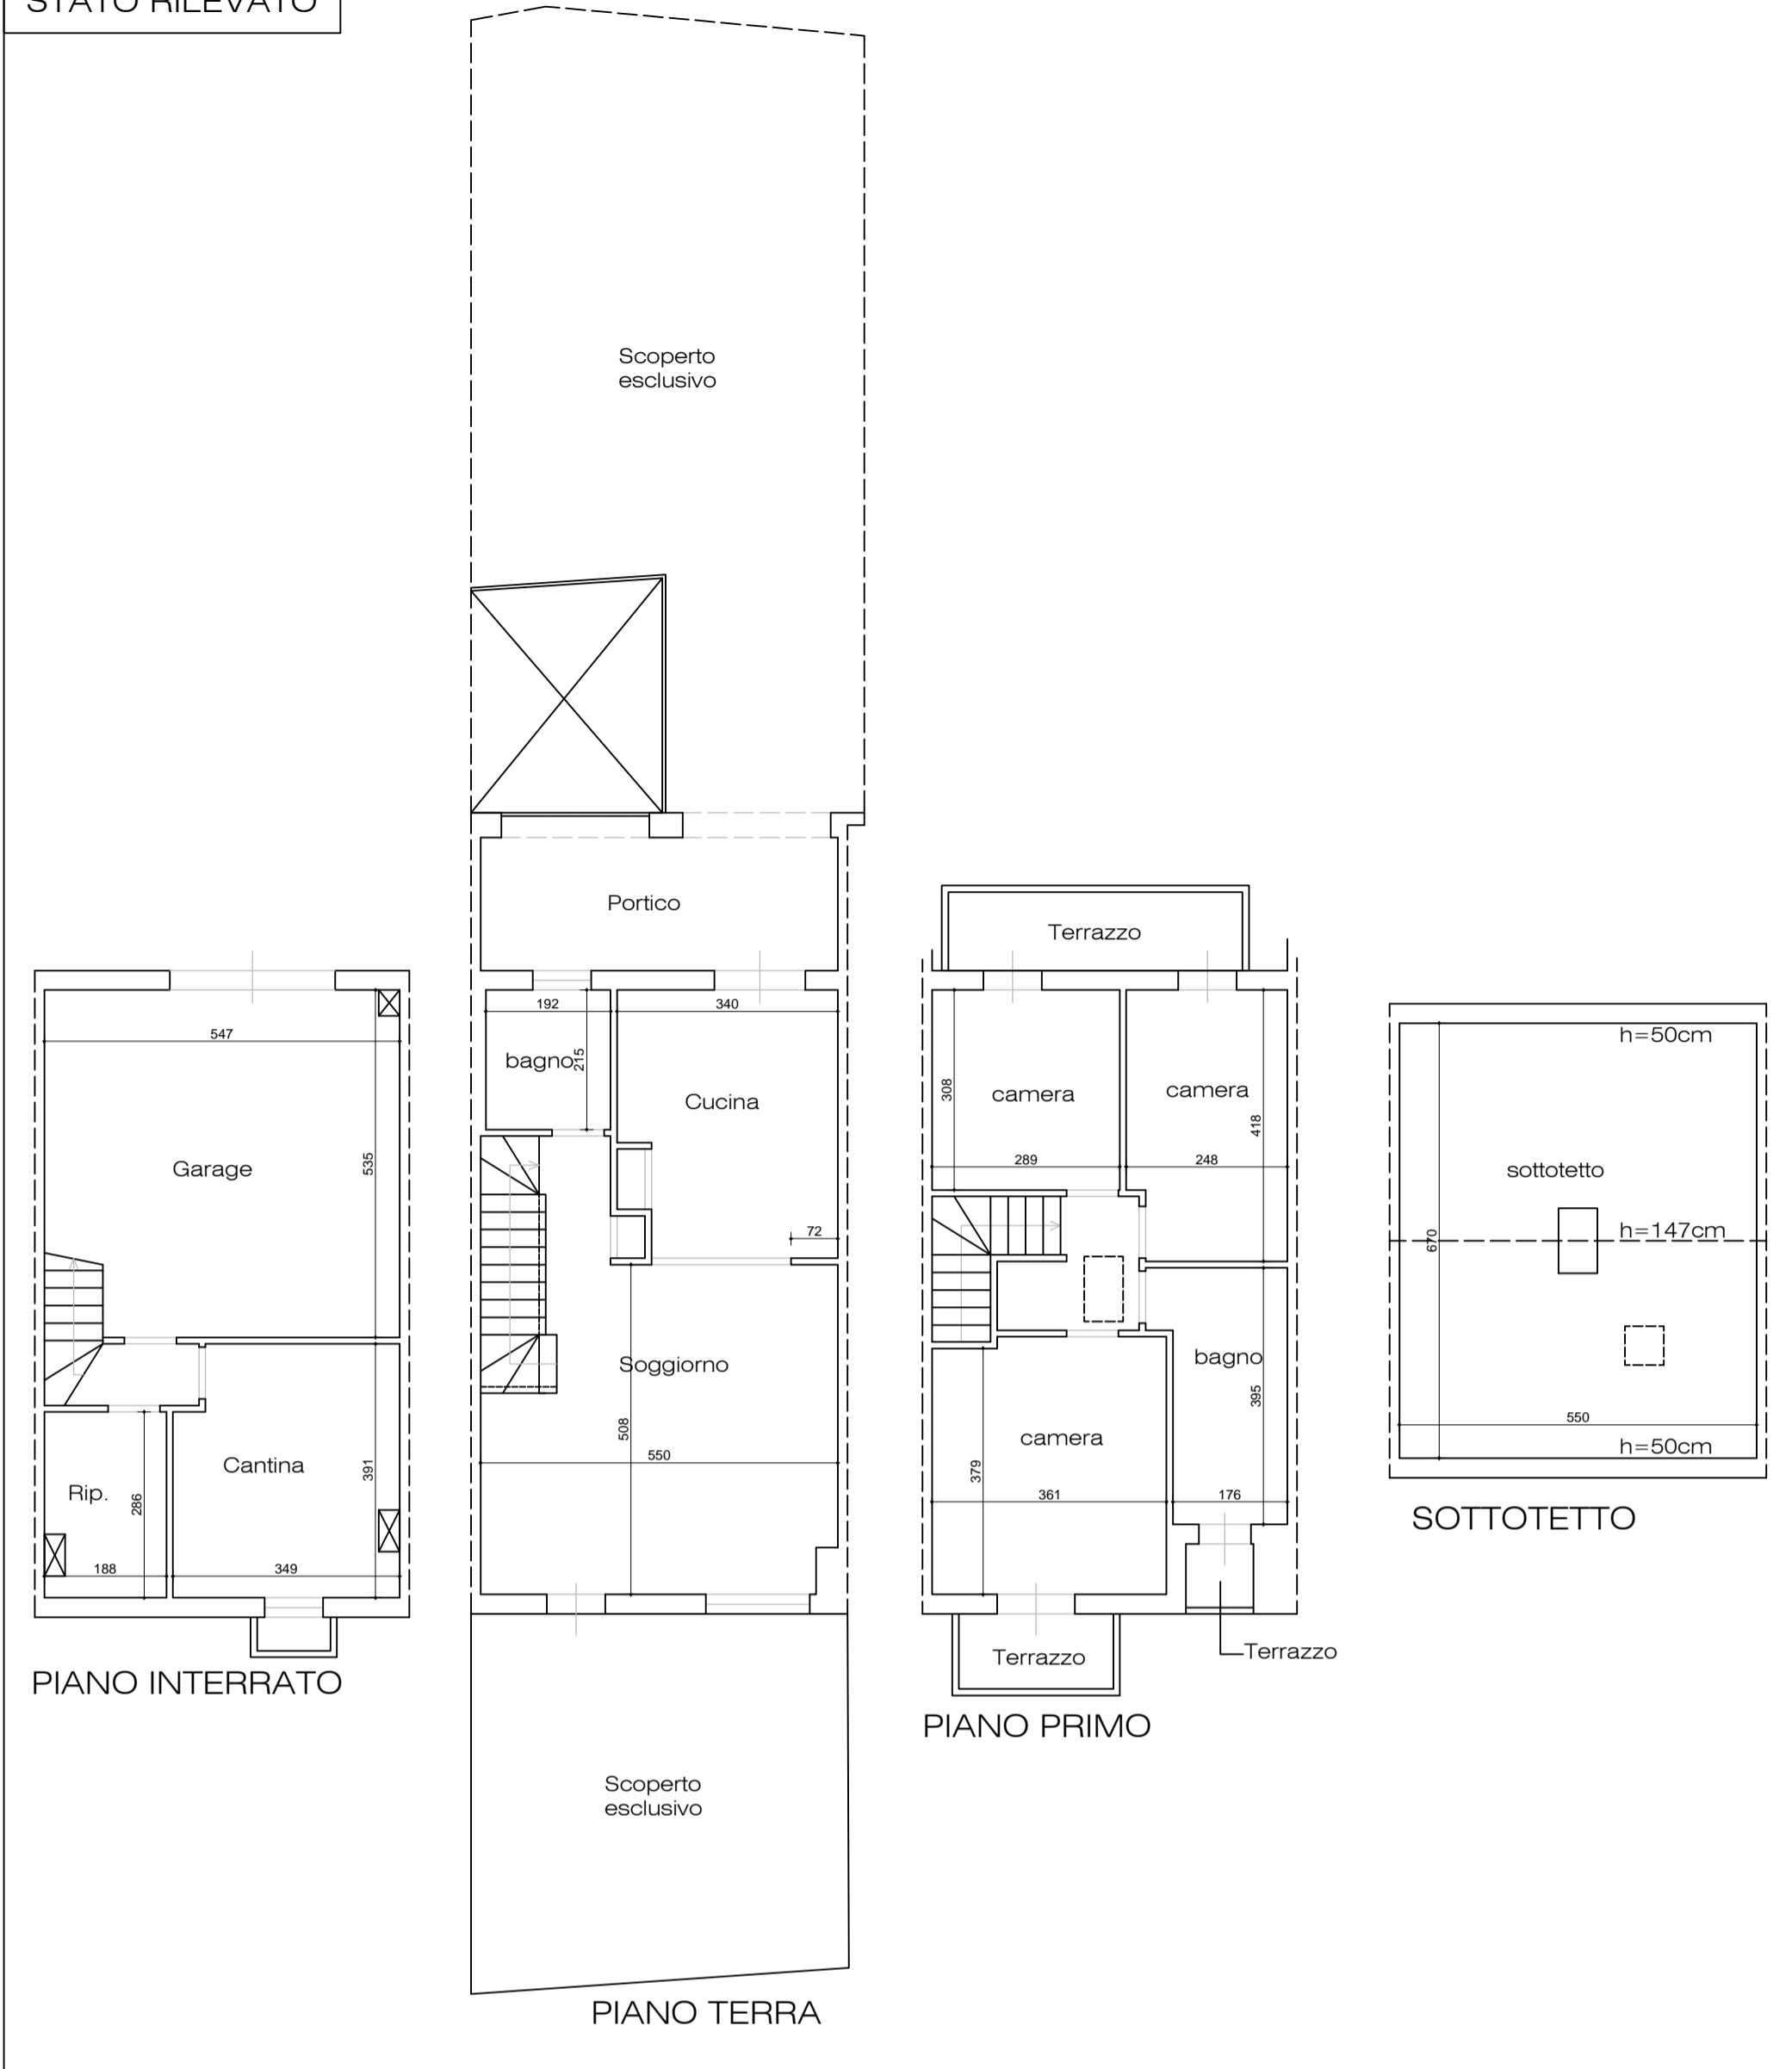 STATO RILEVATO
Scoperto
esclusivo
Portico
192
340
215
bagno
Cucina
72
Soggiorno
508
550
Scoperto
esclusivo
PIANO TERRA
547
535
Garage
Cantina
391
Rip.
286
188
349
PIANO INTERRATO
Terrazzo
308
camera
camera
418
289
248
bagno
395
camera
379
361
176
Terrazzo
Terrazzo
PIANO PRIMO
h=50cm
sottotetto
h=147cm
670
550
h=50cm
SOTTOTETTO